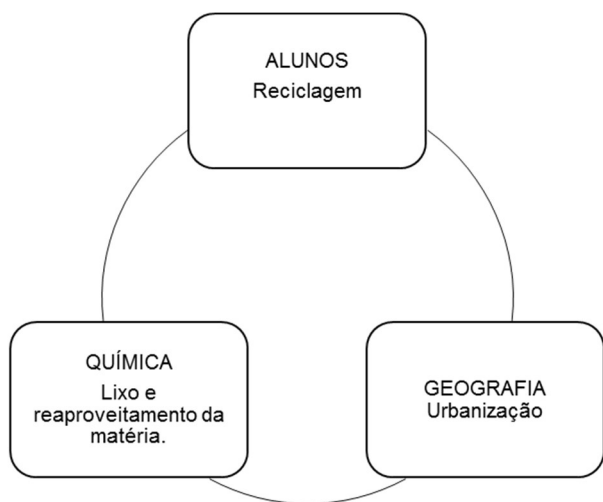 ALUNOS
Reciclagem
QUÍMICA
Lixo e
reaproveitamento da
matéria.
GEOGRAFIA
Urbanização